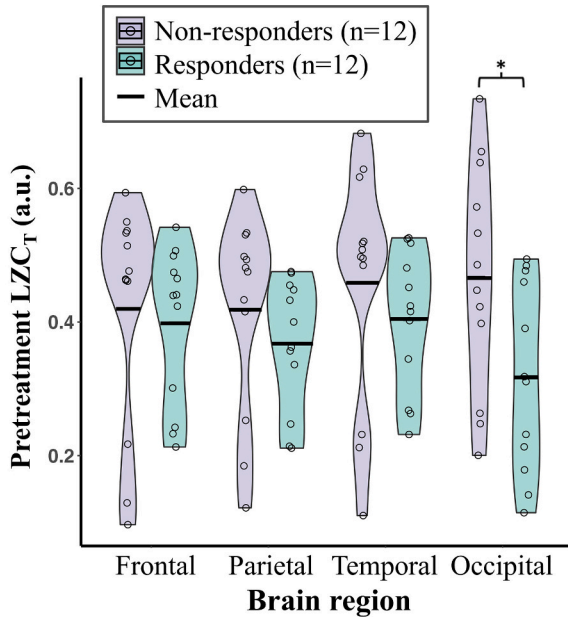 Non-responders (n=12)
Responders (n=12)
Mean
*
Pretreatment LZC_T (a.u.)
0.6
0.4
0.2
Frontal Parietal Temporal Occipital
Brain region